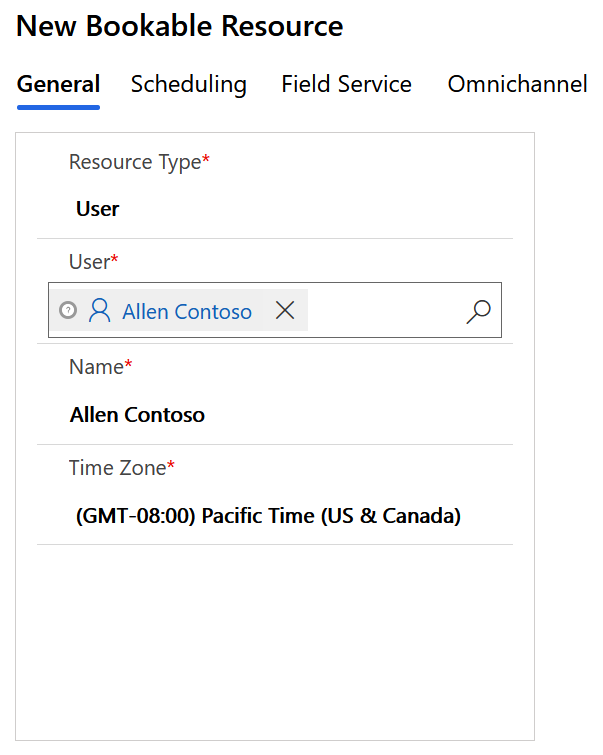 New Bookable Resource
General Scheduling Field Service Omnichannel
Resource Type*
User
User*
? Allen Contoso
Name*
Allen Contoso
Time Zone*
(GMT-08:00) Pacific Time (US & Canada)